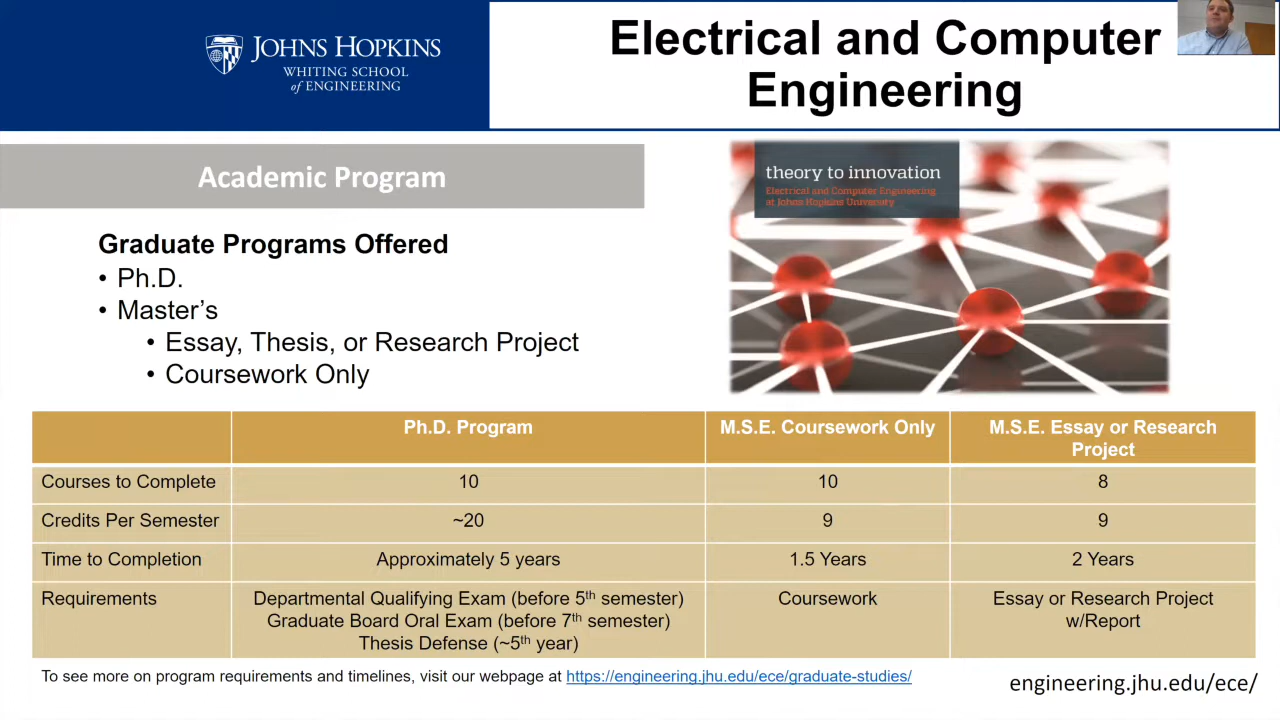 JOHNS HOPKINS
WHITING SCHOOL
of ENGINEERING
Electrical and Computer
Engineering
Academic Program
theory to innovation
Electrical and Computer Engineering
at Johns Hopkins University
Graduate Programs Offered
• Ph.D.
• Master’s
• Essay, Thesis, or Research Project
• Coursework Only
Ph.D. Program M.S.E. Coursework Only M.S.E. Essay or Research
Project
Courses to Complete 10 10 8
Credits Per Semester ~20 9 9
Time to Completion Approximately 5 years 1.5 Years 2 Years
Requirements Departmental Qualifying Exam (before 5th semester) Coursework Essay or Research Project
Graduate Board Oral Exam (before 7th semester) w/Report
Thesis Defense (~5th year)
To see more on program requirements and timelines, visit our webpage at https://engineering.jhu.edu/ece/graduate-studies/
engineering.jhu.edu/ece/